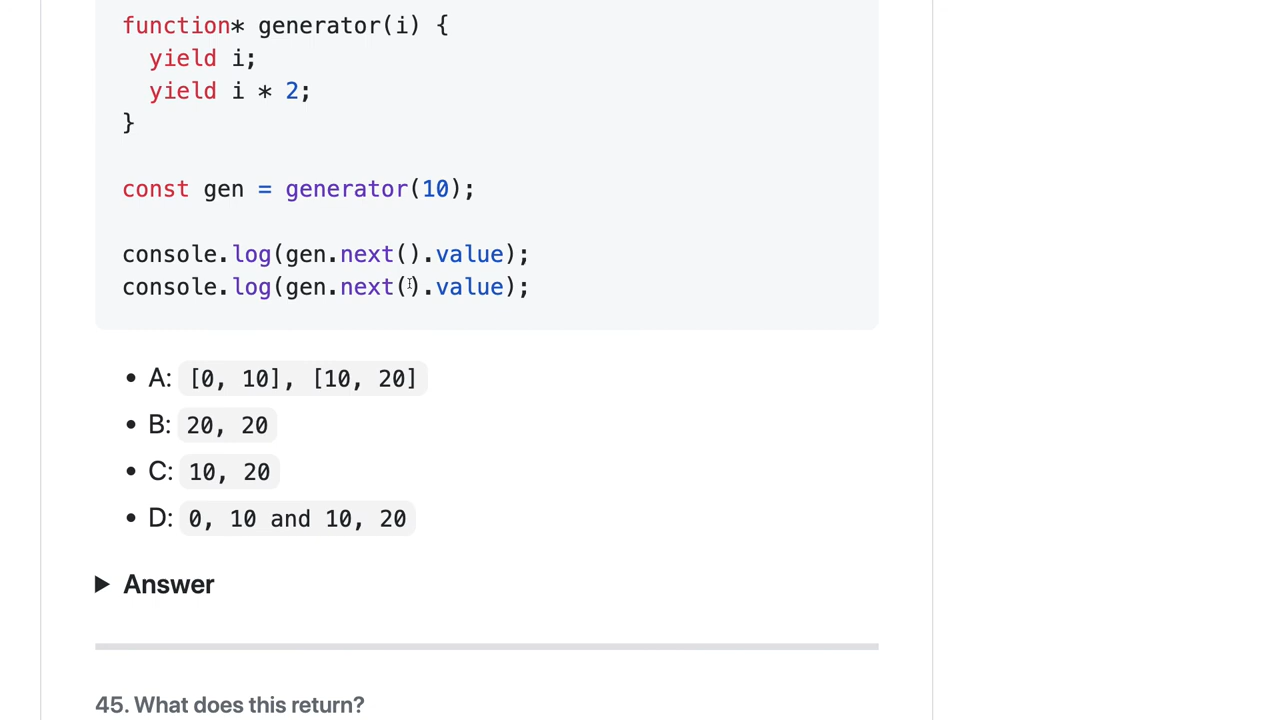 function* generator(i) {
  yield i;
  yield i * 2;
}
const gen = generator(10);
console.log(gen.next().value);
console.log(gen.next().value);
• A: [0, 10], [10, 20]
• B: 20, 20
• C: 10, 20
• D: 0, 10 and 10, 20
▶ Answer
45. What does this return?